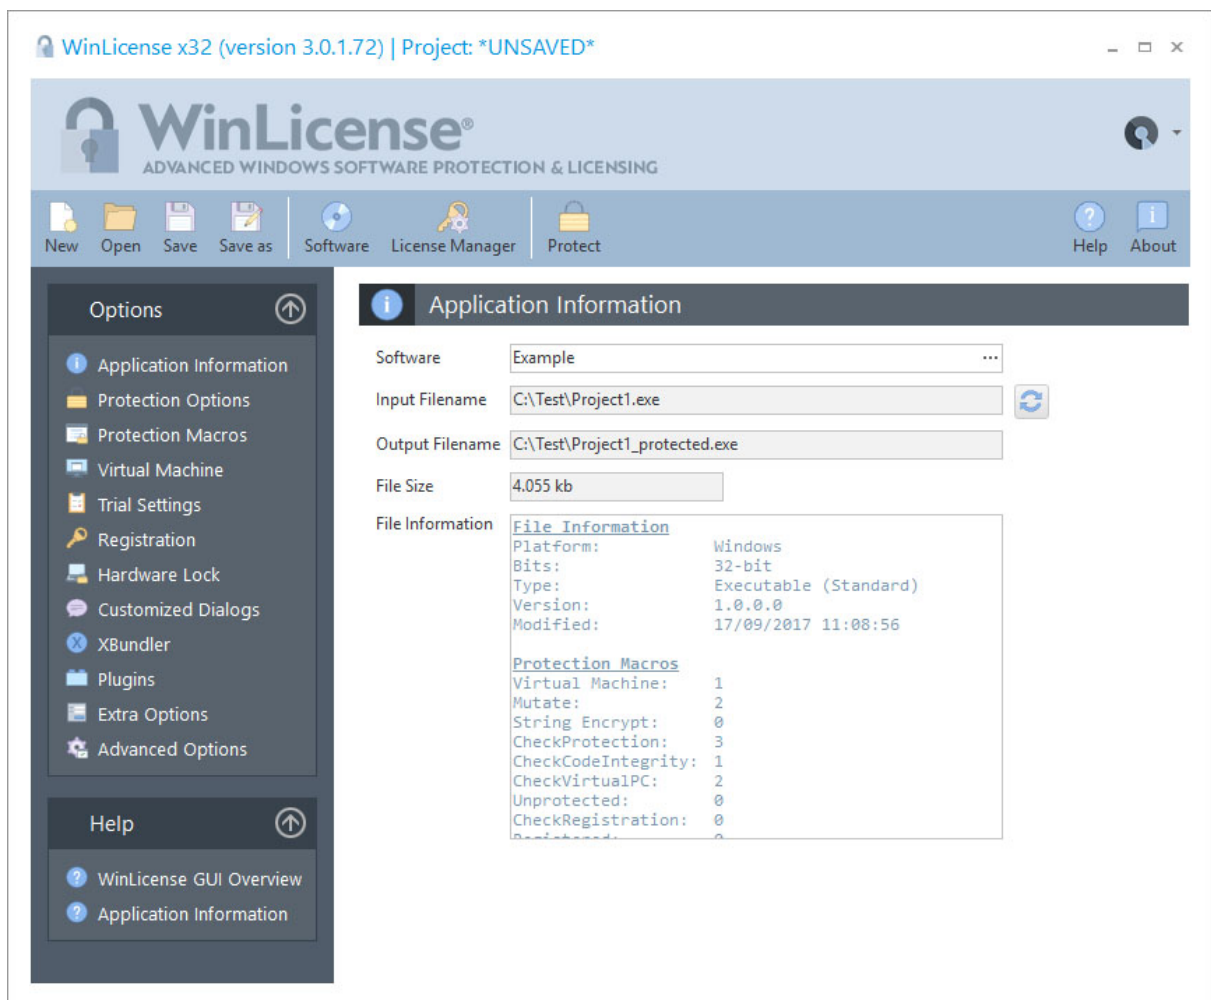 WinLicense x32 (version 3.0.1.72) | Project: *UNSAVED*
WinLicense®
ADVANCED WINDOWS SOFTWARE PROTECTION & LICENSING
New Open Save Save as Software License Manager Protect Help About
Options
Application Information
Protection Options
Protection Macros
Virtual Machine
Trial Settings
Registration
Hardware Lock
Customized Dialogs
XBundler
Plugins
Extra Options
Advanced Options
Help
WinLicense GUI Overview
Application Information
Application Information
Software Example ...
Input Filename C:\Test\Project1.exe
Output Filename C:\Test\Project1_protected.exe
File Size 4.055 kb
File Information
File Information
Platform: Windows
Bits: 32-bit
Type: Executable (Standard)
Version: 1.0.0.0
Modified: 17/09/2017 11:08:56
Protection Macros
Virtual Machine: 1
Mutate: 2
String Encrypt: 0
CheckProtection: 3
CheckCodeIntegrity: 1
CheckVirtualPC: 2
Unprotected: 0
CheckRegistration: 0